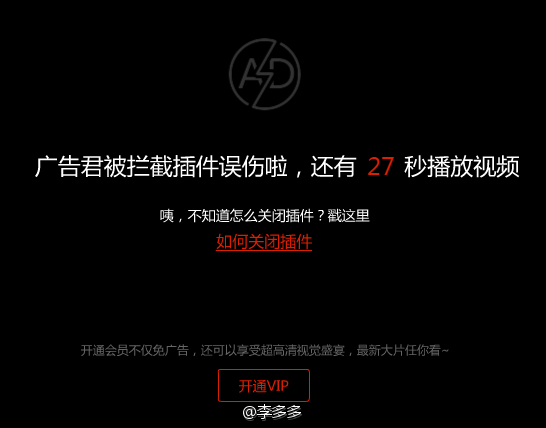 AD
广告君被拦截插件误伤啦，还有 27 秒播放视频
咦，不知道怎么关闭插件？戳这里
如何关闭插件
开通会员不仅免广告，还可以享受超高清视觉盛宴，最新大片任你看~
开通VIP
@李多多